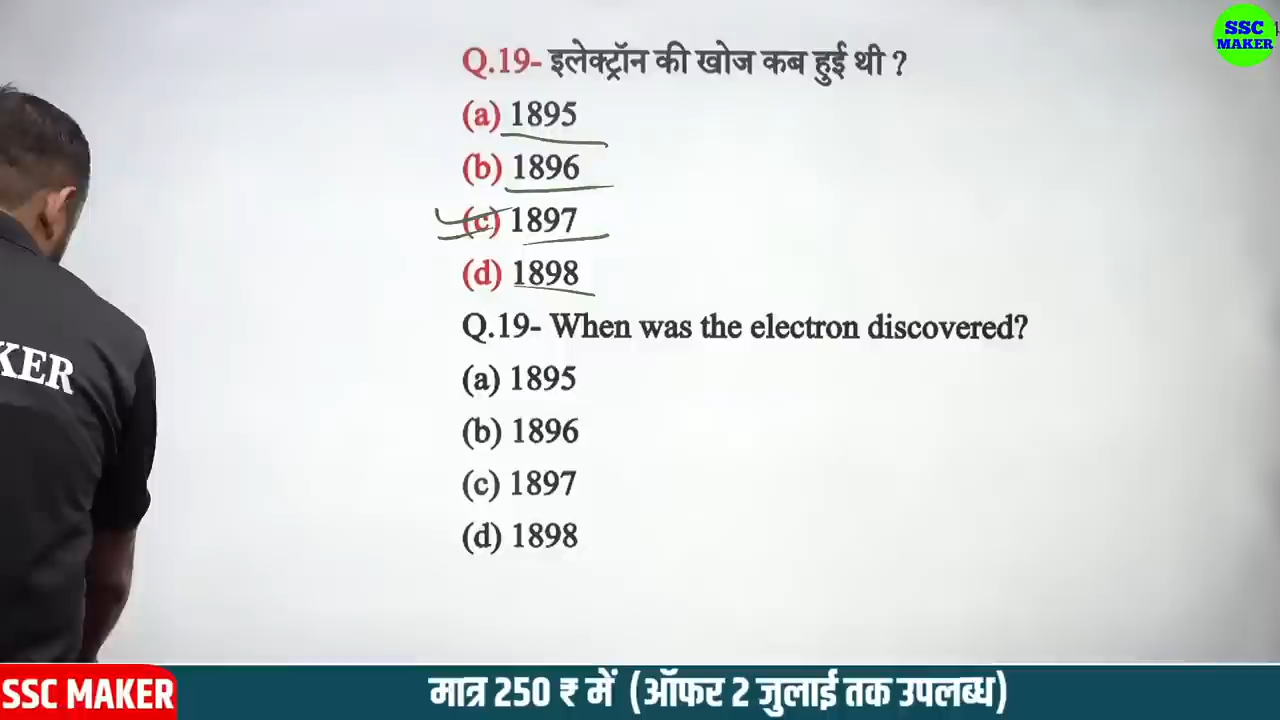 SSC
MAKER
Q.19- इलेक्ट्रॉन की खोज कब हुई थी ?
(a) 1895
(b) 1896
(c) 1897
(d) 1898
Q.19- When was the electron discovered?
(a) 1895
(b) 1896
(c) 1897
(d) 1898
KER
SSC MAKER
मात्र 250 ₹ में (ऑफर 2 जुलाई तक उपलब्ध)